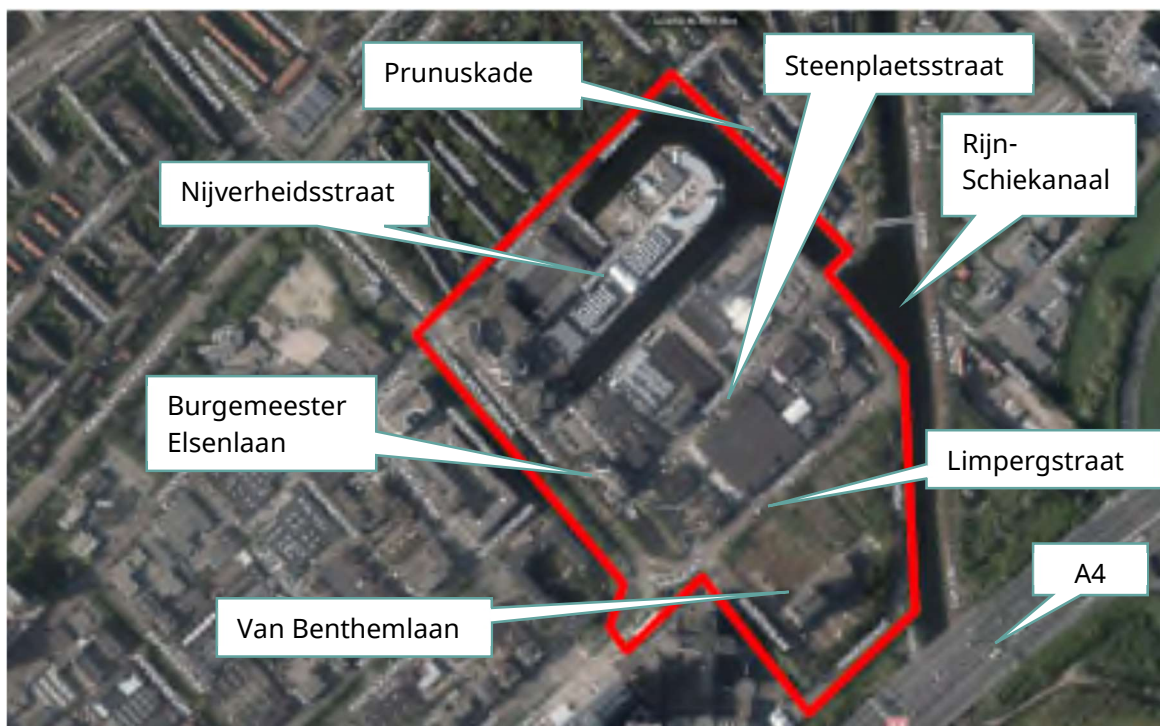 Prunuskade
Steenplaetsstraat
Rijn-
Schiekanaal
Nijverheidsstraat
Burgemeester
Elsenlaan
Limpergstraat
A4
Van Benthemlaan